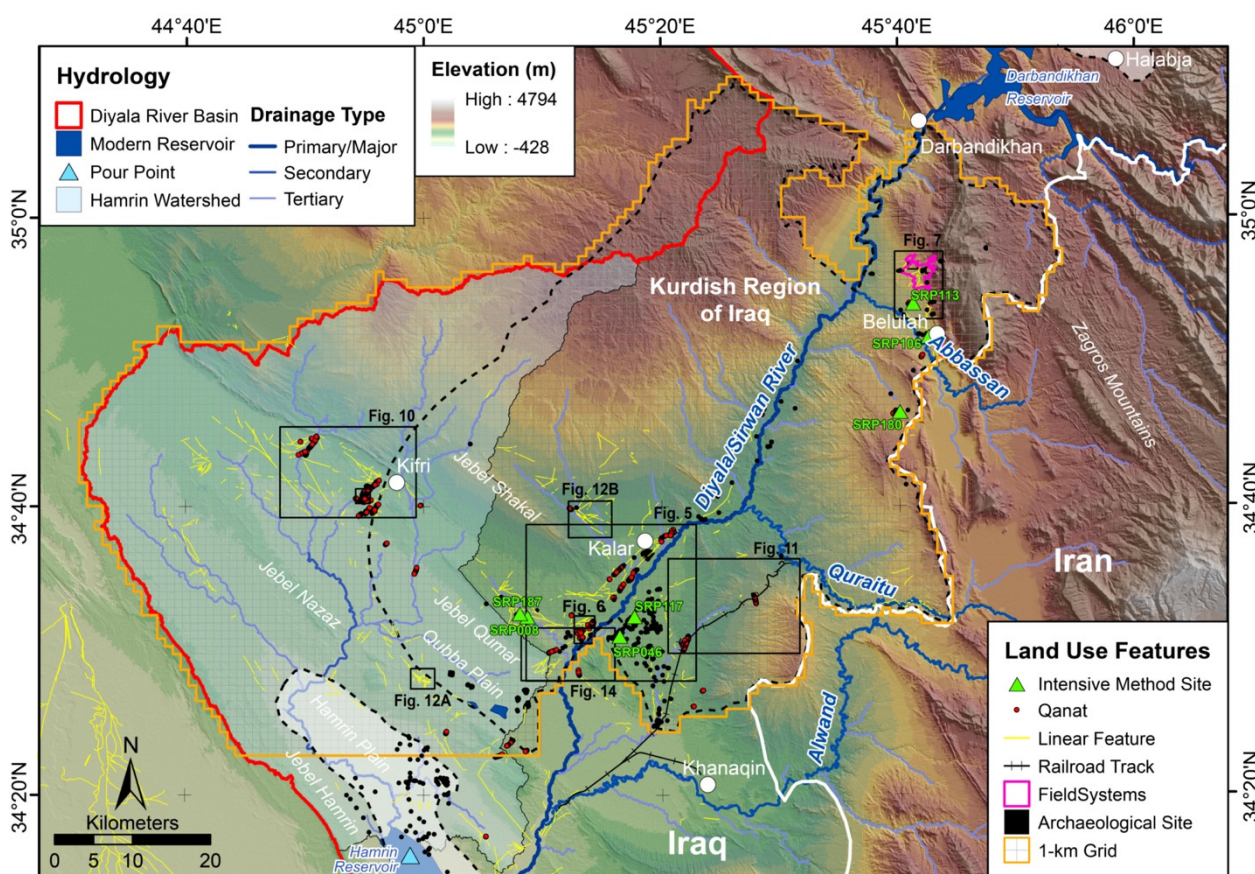 44°40'0"E
45°0'0"E
45°20'0"E
45°40'0"E
46°0'0"E
Hydrology
Diyala River Basin
Modern Reservoir
Pour Point
Hamrin Watershed
Drainage Type
Primary/Major
Secondary
Tertiary
Elevation (m)
High : 4794
Low : -428
Halabja
Darbandikhan
Reservoir
Darbandikhan
35°0'N
35°0'N
Fig. 7
Kurdish Region
of Iraq
SRP113
Belulah
SRP106
Abbassan
Zagros Mountains
Diyala/Sirwan River
SRP180
Fig. 10
Kifri
Jebel Shakal
Fig. 12B
34°40'N
34°40'N
Fig. 5
Kalar
Fig. 11
Iran
Quraitu
Jebel Nazaz
Jebel Qumar
SRP187
SRP008
Fig. 6
SRP117
SRP046
Qubba Plain
Fig. 14
Fig. 12A
Hamrin Plain
Jebel Hamrin
Alwand
Khanaqin
34°20'N
34°20'N
N
Kilometers
0 5 10 20
Hamrin
Reservoir
Iraq
Land Use Features
Intensive Method Site
Qanat
Linear Feature
Railroad Track
FieldSystems
Archaeological Site
1-km Grid